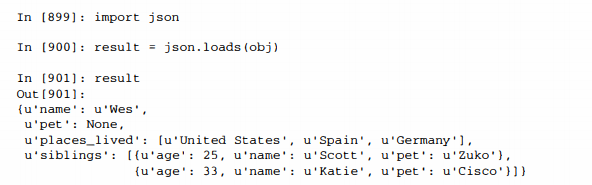 In [899]: import json
In [900]: result = json.loads(obj)
In [901]: result
Out[901]:
{u'name': u'Wes',
 u'pet': None,
 u'places_lived': [u'United States', u'Spain', u'Germany'],
 u'siblings': [{u'age': 25, u'name': u'Scott', u'pet': u'Zuko'},
               {u'age': 33, u'name': u'Katie', u'pet': u'Cisco'}]}